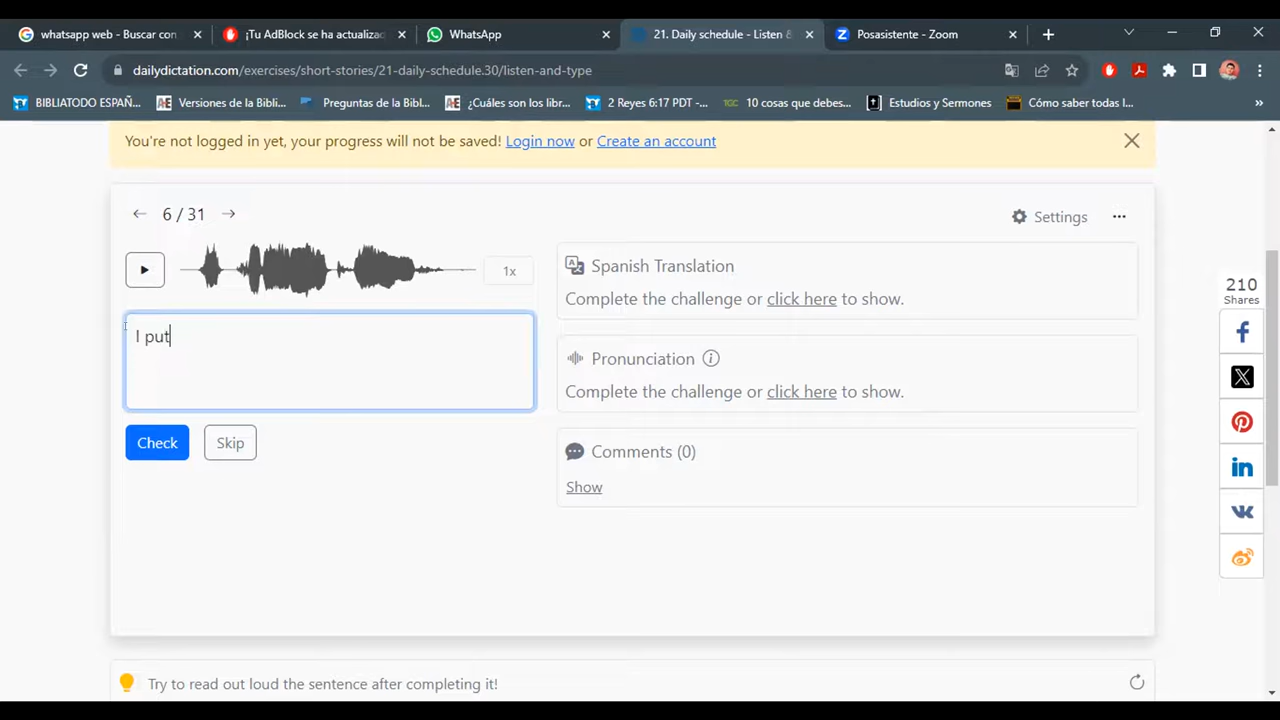 whatsapp web - Buscar con
¡Tu AdBlock se ha actualizac
WhatsApp
21. Daily schedule - Listen &
Posasistente - Zoom
dailydictation.com/exercises/short-stories/21-daily-schedule.30/listen-and-type
BIBLIATODO ESPAÑ...
Versiones de la Bibli...
Preguntas de la Bibl...
¿Cuáles son los libr...
2 Reyes 6:17 PDT -...
10 cosas que debes...
Estudios y Sermones
Cómo saber todas l...
»
You're not logged in yet, your progress will not be saved! Login now or Create an account
6 / 31
Settings
1x
Spanish Translation
Complete the challenge or click here to show.
I put
Pronunciation
Complete the challenge or click here to show.
Check
Skip
Comments (0)
Show
210
Shares
Try to read out loud the sentence after completing it!